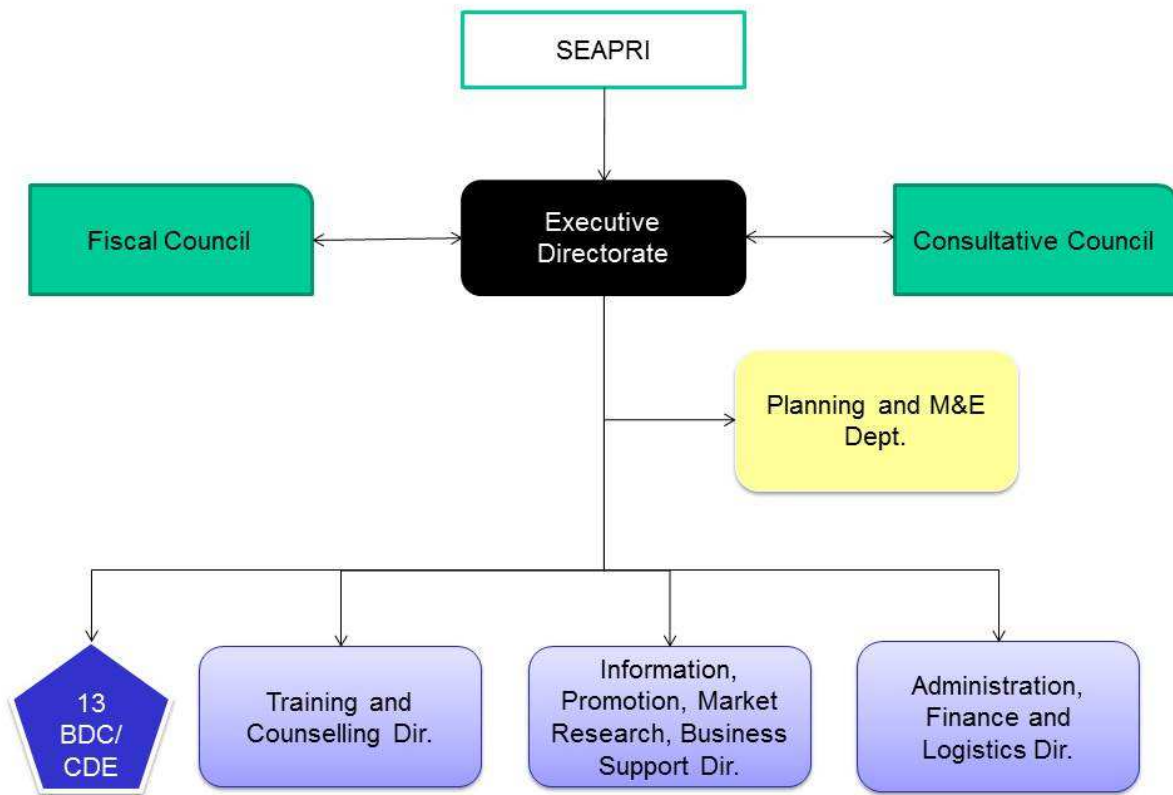 SEAPRI
Fiscal Council
Executive
Directorate
Consultative Council
Planning and M&E
Dept.
13
BDC/
CDE
Training and
Counselling Dir.
Information,
Promotion, Market
Research, Business
Support Dir.
Administration,
Finance and
Logistics Dir.